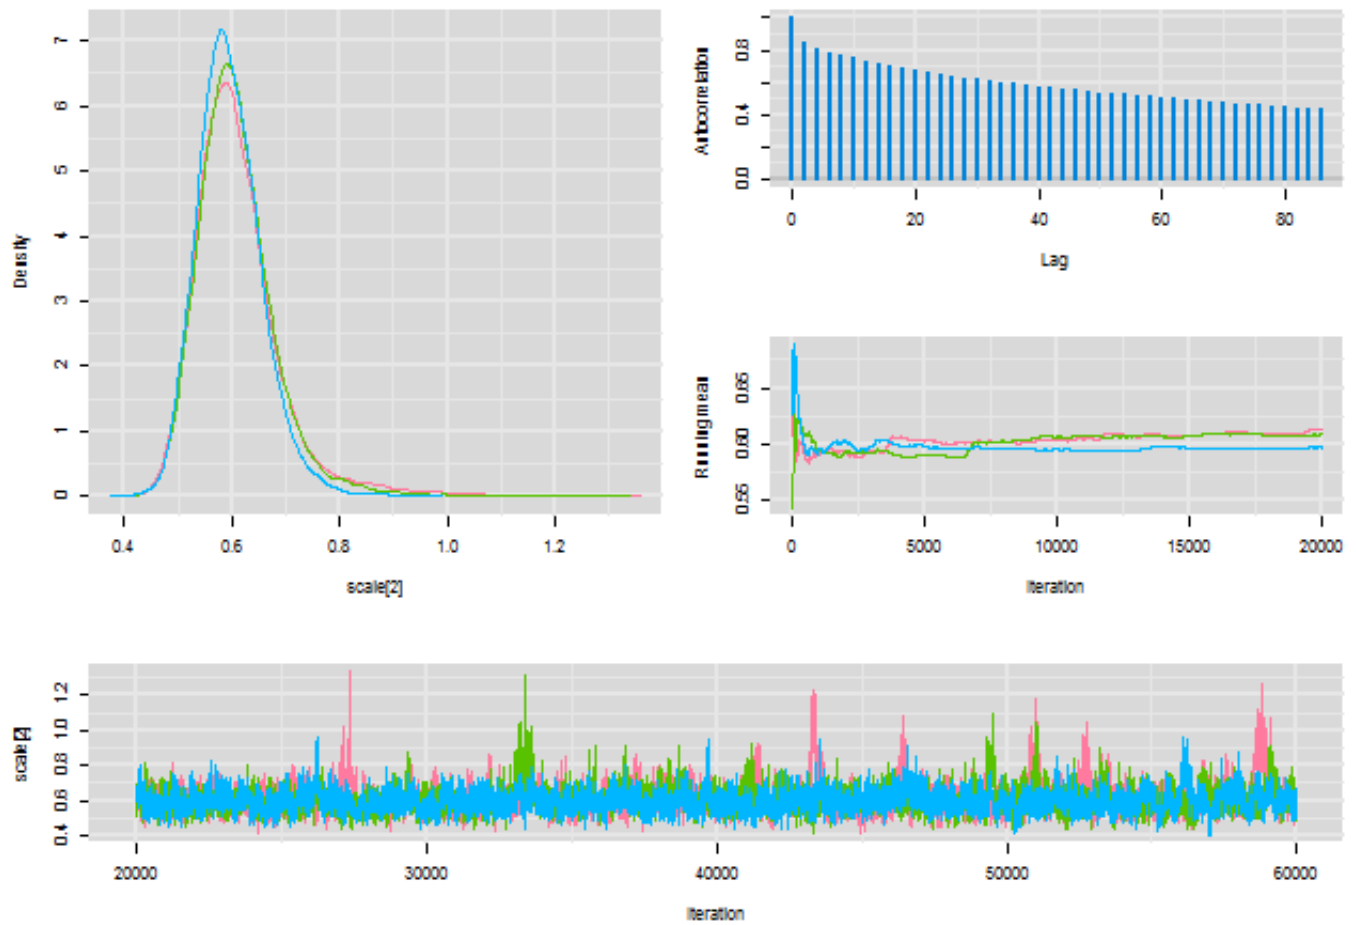 Density
7
6
5
4
3
2
1
0
0.4 0.6 0.8 1.0 1.2
scale[2]
Autocorrelation
0.8
0.4
0.0
0 20 40 60 80
Lag
Running mean
0.65
0.60
0.55
0 5000 10000 15000 20000
Iteration
scale[2]
1.2
1.0
0.8
0.6
0.4
20000 30000 40000 50000 60000
Iteration